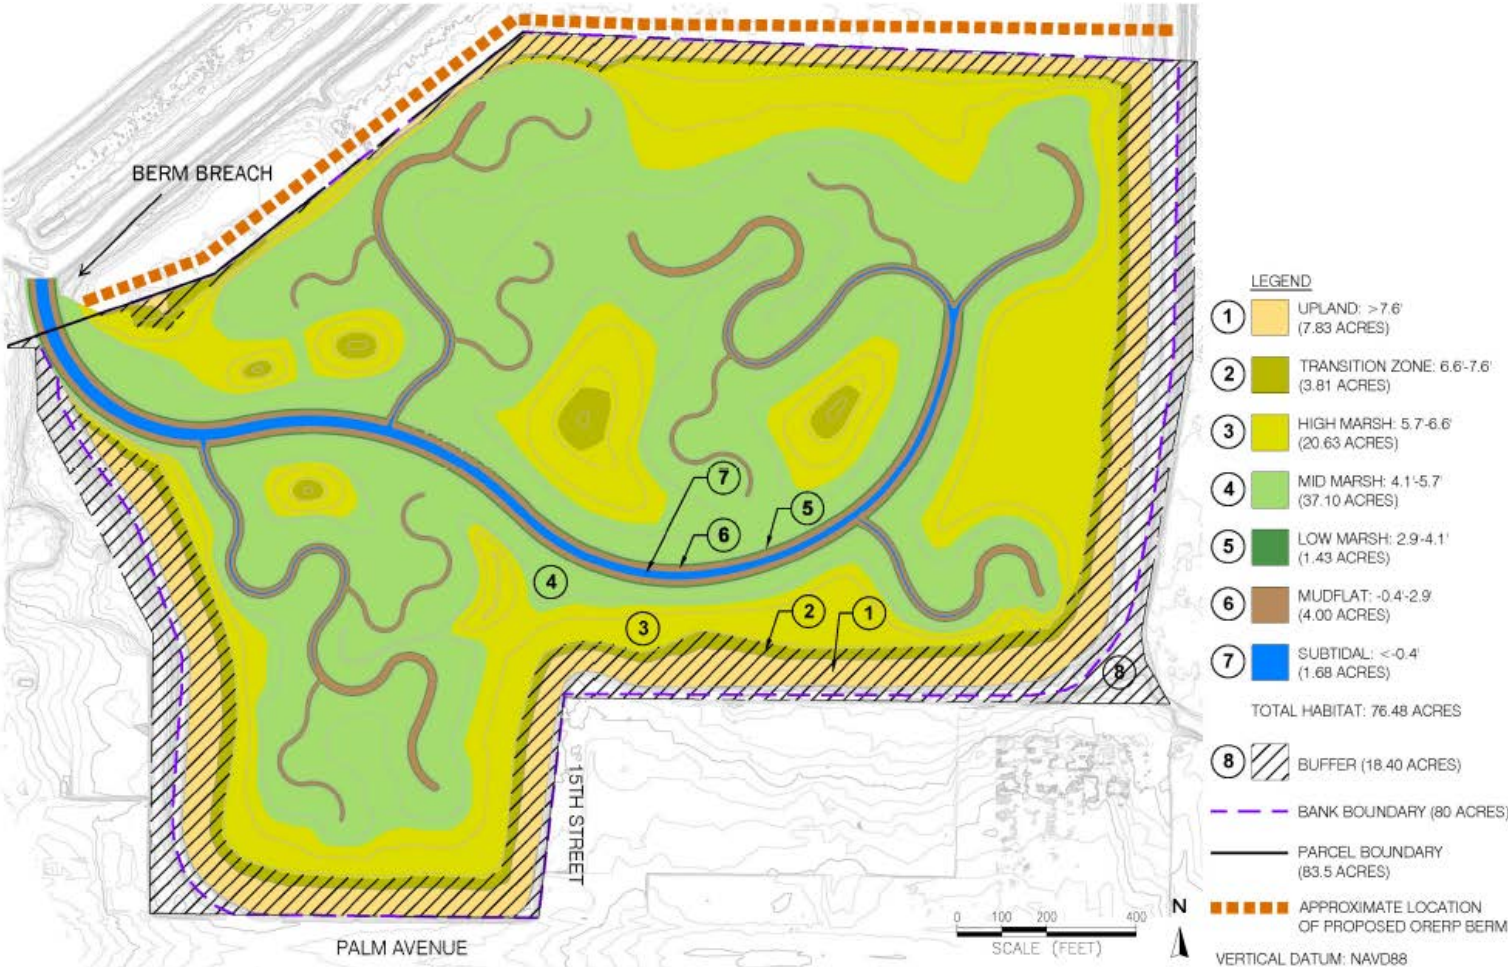 BERM BREACH
7
6
5
4
3
2
1
8
15TH STREET
PALM AVENUE
0 100 200 400
SCALE (FEET)
N
LEGEND
1 UPLAND: >7.6'
(7.83 ACRES)
2 TRANSITION ZONE: 6.6'-7.6'
(3.81 ACRES)
3 HIGH MARSH: 5.7'-6.6'
(20.63 ACRES)
4 MID MARSH: 4.1'-5.7'
(37.10 ACRES)
5 LOW MARSH: 2.9'-4.1'
(1.43 ACRES)
6 MUDFLAT: -0.4'-2.9'
(4.00 ACRES)
7 SUBTIDAL: <-0.4'
(1.68 ACRES)
TOTAL HABITAT: 76.48 ACRES
8 BUFFER (18.40 ACRES)
BANK BOUNDARY (80 ACRES)
PARCEL BOUNDARY
(83.5 ACRES)
APPROXIMATE LOCATION
OF PROPOSED ORERP BERM
VERTICAL DATUM: NAVD88